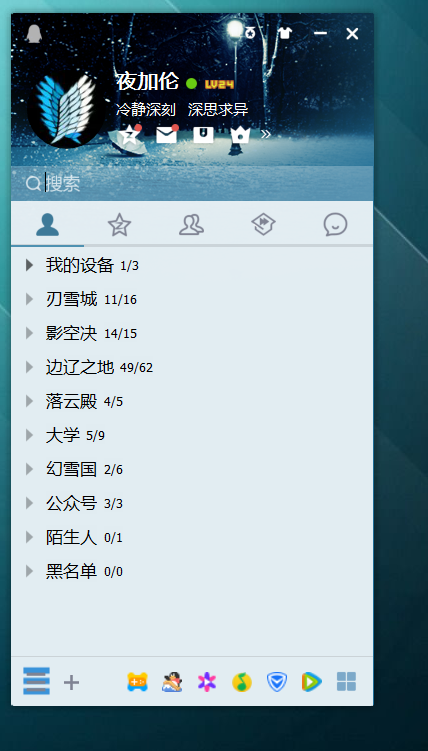 夜加伦 LV24
冷静深刻 深思求异
搜索
我的设备 1/3
刃雪城 11/16
影空决 14/15
边辽之地 49/62
落云殿 4/5
大学 5/9
幻雪国 2/6
公众号 3/3
陌生人 0/1
黑名单 0/0